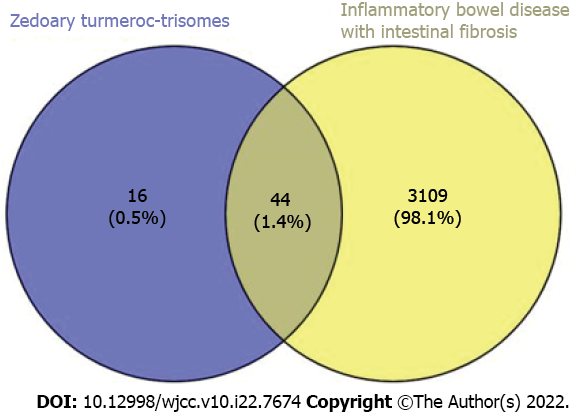 Zedoary turmeroc-trisomes
Inflammatory bowel disease
with intestinal fibrosis
16
(0.5%)
44
(1.4%)
3109
(98.1%)
DOI: 10.12998/wjcc.v10.i22.7674 Copyright ©The Author(s) 2022.